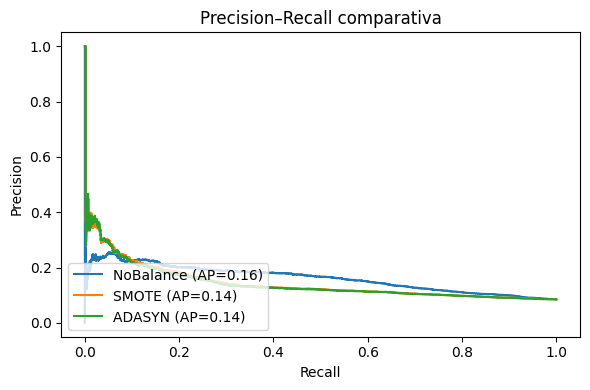 Precision–Recall comparativa
1.0
0.8
0.6
0.4
0.2
0.0
Precision
NoBalance (AP=0.16)
SMOTE (AP=0.14)
ADASYN (AP=0.14)
0.0 0.2 0.4 0.6 0.8 1.0
Recall